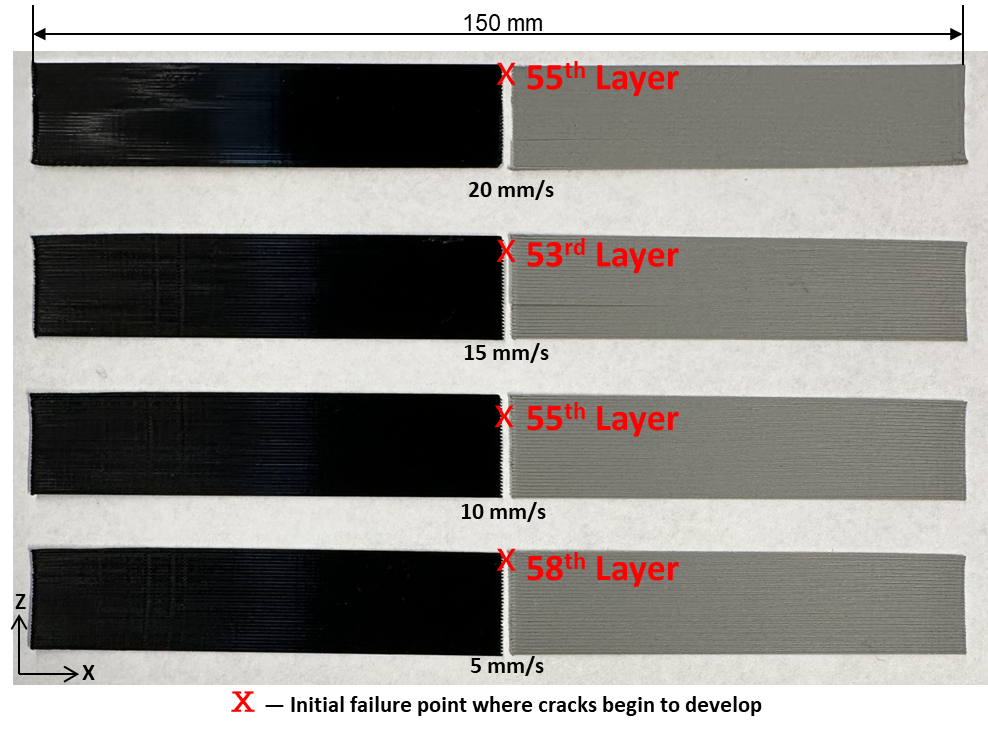 150 mm
X 55th Layer
20 mm/s
X 53rd Layer
15 mm/s
X 55th Layer
10 mm/s
X 58th Layer
5 mm/s
Z
X
X — Initial failure point where cracks begin to develop